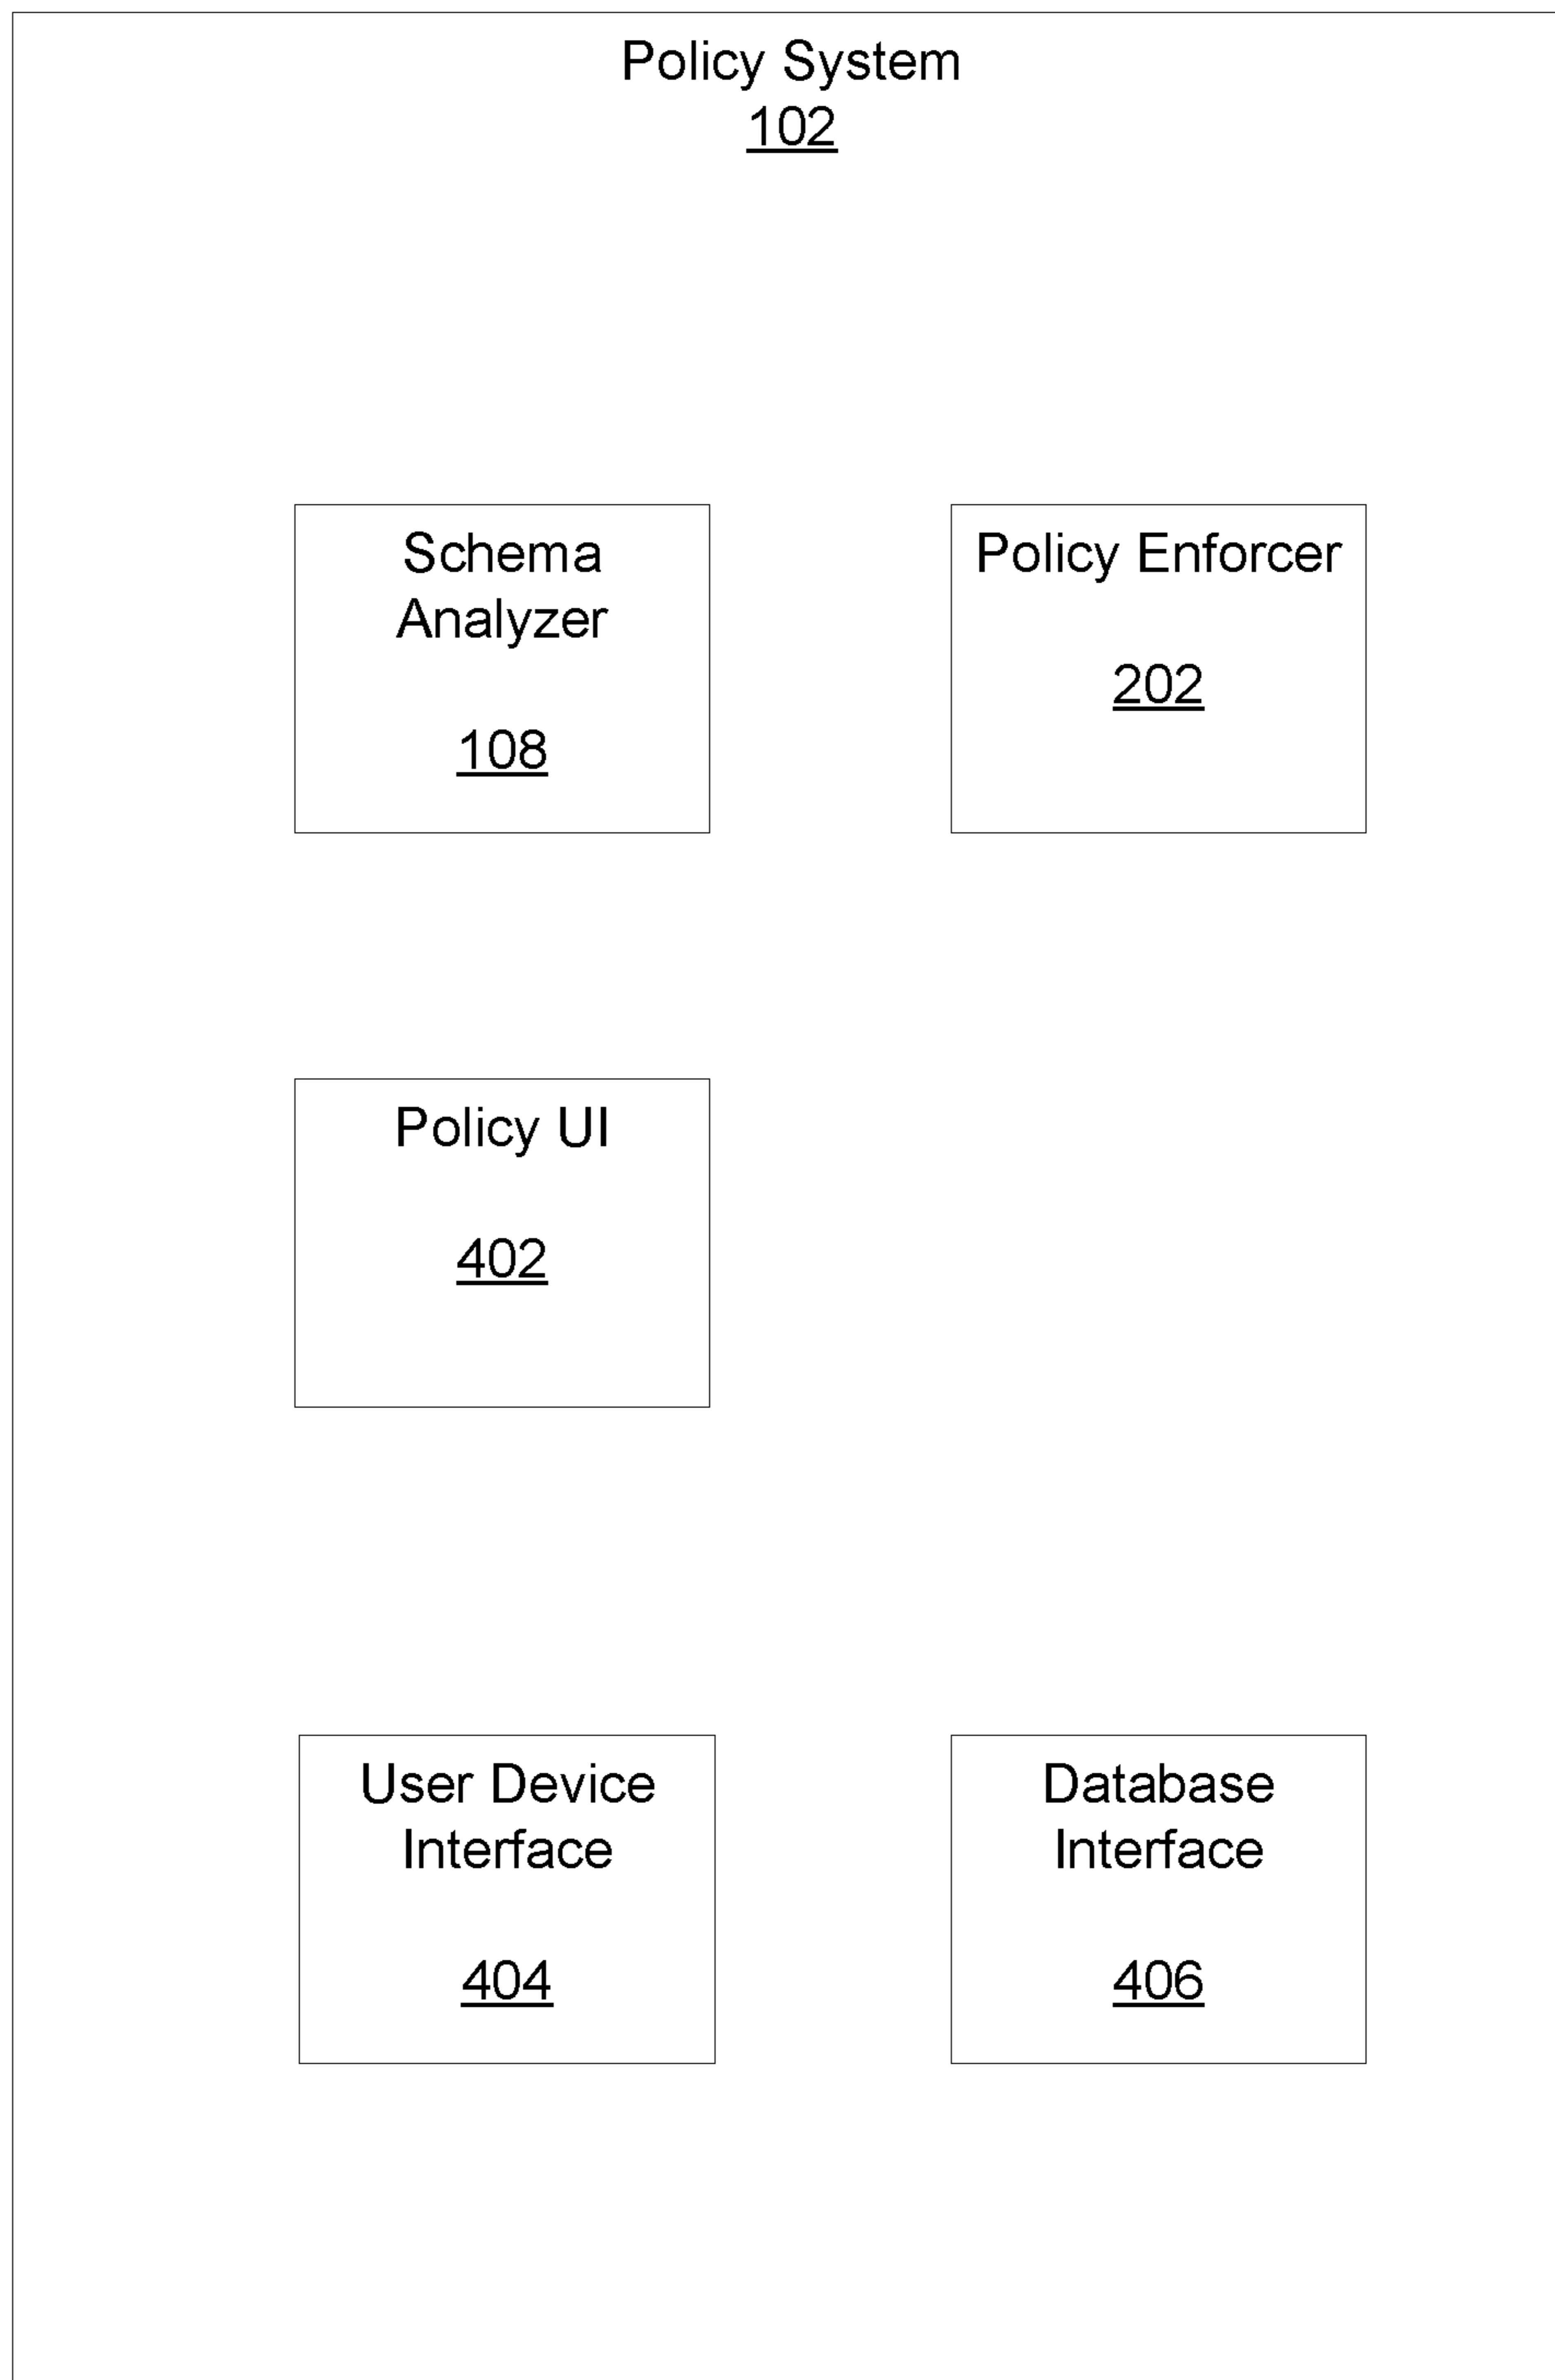 Policy System
102
Schema
Analyzer
108
Policy Enforcer
202
Policy UI
402
User Device
Interface
404
Database
Interface
406